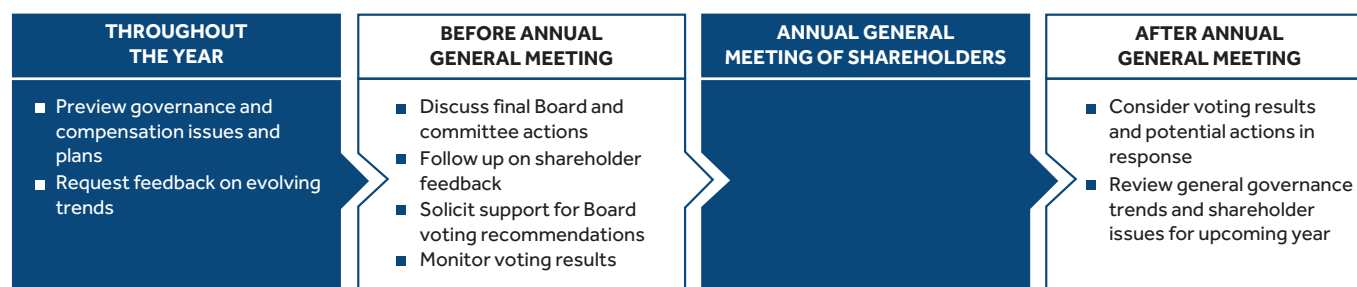 THROUGHOUT
THE YEAR
Preview governance and
compensation issues and
plans
Request feedback on evolving
trends
BEFORE ANNUAL
GENERAL MEETING
Discuss final Board and
committee actions
Follow up on shareholder
feedback
Solicit support for Board
voting recommendations
Monitor voting results
ANNUAL GENERAL
MEETING OF SHAREHOLDERS
AFTER ANNUAL
GENERAL MEETING
Consider voting results
and potential actions in
response
Review general governance
trends and shareholder
issues for upcoming year